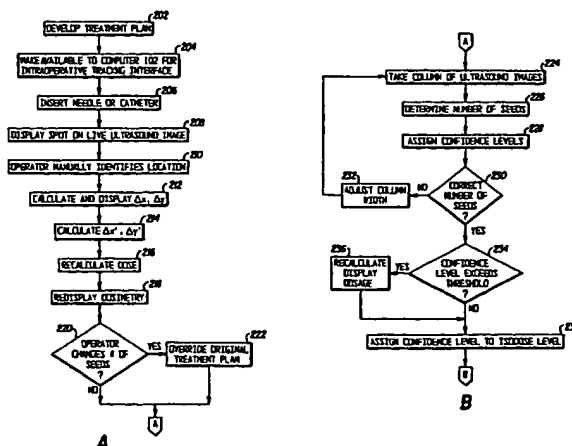 202
DEVELOP TREATMENT PLAN
204
MAKE AVAILABLE TO COMPUTER 102 FOR
INTRAOPERATIVE TRACKING INTERFACE
206
INSERT NEEDLE OR CATHETER
208
DISPLAY SPOT ON LIVE ULTRASOUND IMAGE
210
OPERATOR MANUALLY IDENTIFIES LOCATION
212
CALCULATE AND DISPLAY Δx, Δy
214
CALCULATE Δx', Δy'
216
RECALCULATE DOSE
218
REDISPLAY DOSIMETRY
220
OPERATOR
CHANGES # OF
SEEDS
?
YES
222
OVERRIDE ORIGINAL
TREATMENT PLAN
NO
A
A
A
224
TAKE COLUMN OF ULTRASOUND IMAGES
226
DETERMINE NUMBER OF SEEDS
228
ASSIGN CONFIDENCE LEVELS
230
CORRECT
NUMBER OF
SEEDS
?
NO
232
ADJUST COLUMN
WIDTH
YES
234
CONFIDENCE
LEVEL EXCEEDS
THRESHOLD
?
YES
236
RECALCULATE
DISPLAY
DOSAGE
NO
23
ASSIGN CONFIDENCE LEVEL TO ISODOSE LEVEL
B